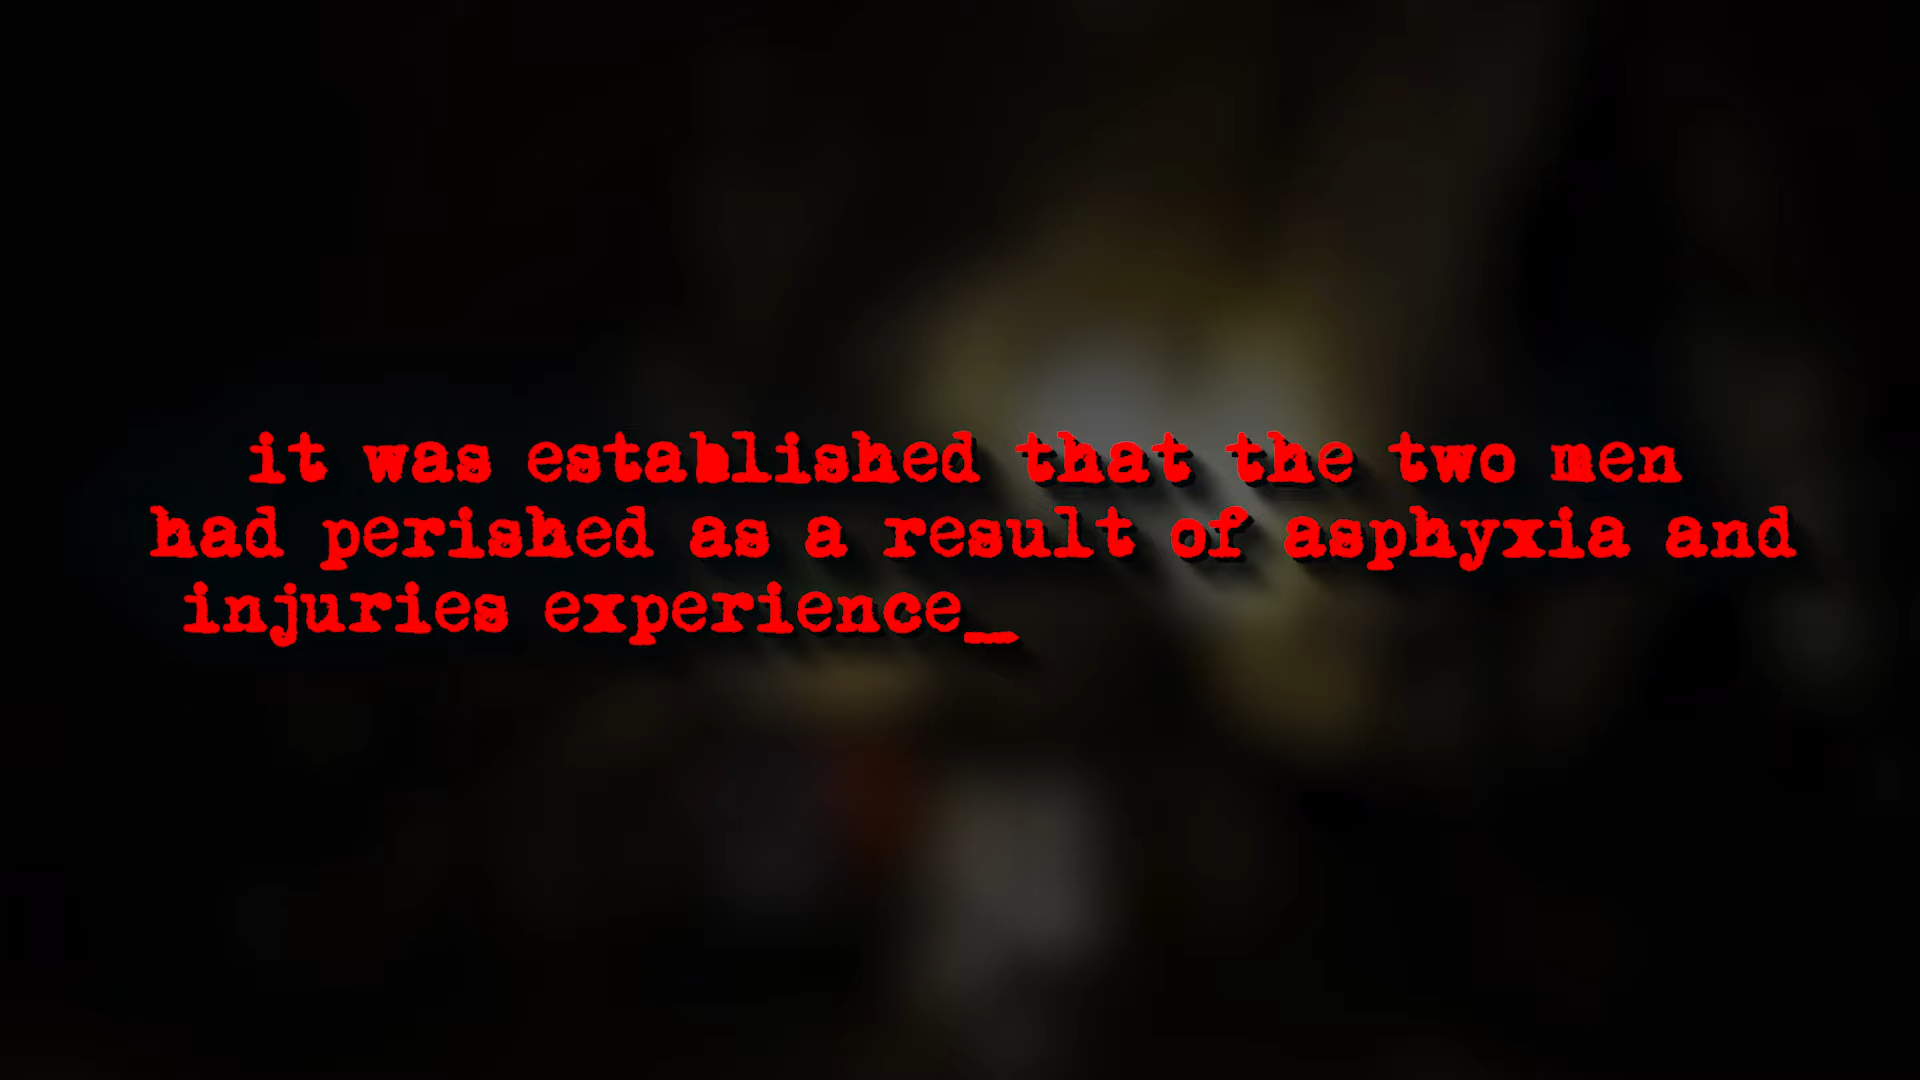 it was established that the two men
had perished as a result of asphyxia and
injuries experience_